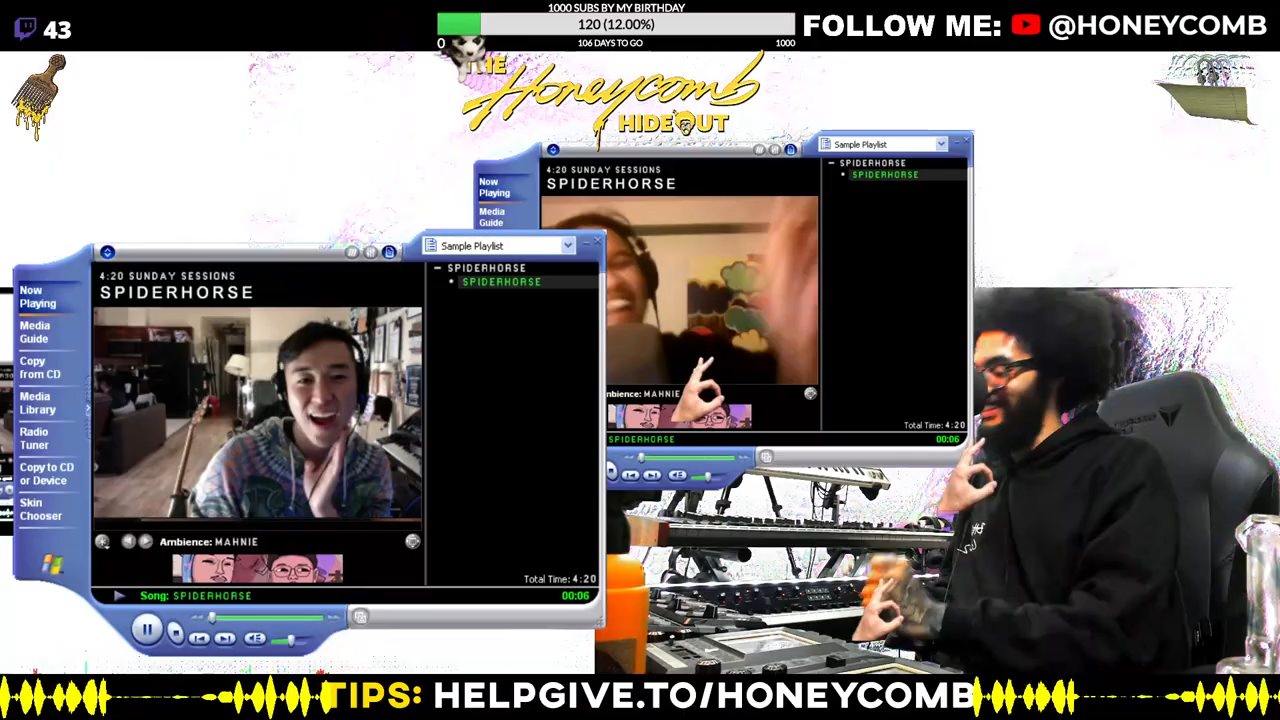 43
1000 SUBS BY MY BIRTHDAY
120 (12.00%)
0
106 DAYS TO GO
1000
FOLLOW ME: @HONEYCOMB
THE
Honeycomb
HIDEOUT
Sample Playlist
4:20 SUNDAY SESSIONS
SPIDERHORSE
SPIDERHORSE
SPIDERHORSE
Now
Playing
Media
Guide
Ambience: MAHNIE
Total Time: 4:20
SPIDERHORSE
00:06
Sample Playlist
4:20 SUNDAY SESSIONS
SPIDERHORSE
SPIDERHORSE
SPIDERHORSE
Now
Playing
Media
Guide
Copy
from CD
Media
Library
Radio
Tuner
Copy to CD
or Device
Skin
Chooser
Ambience: MAHNIE
Total Time: 4:20
Song: SPIDERHORSE
00:06
TIPS: HELPGIVE.TO/HONEYCOMB